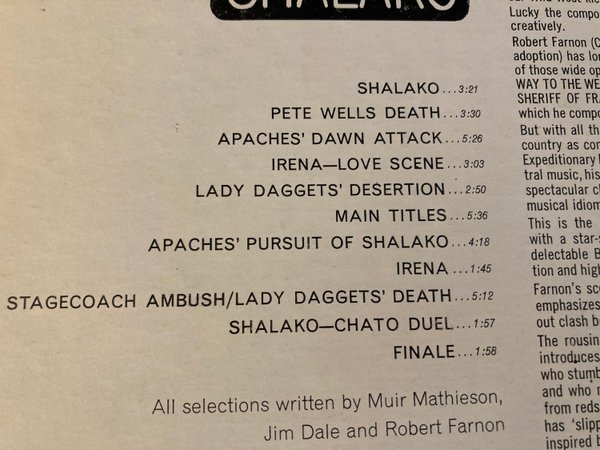 SHALAKO
SHALAKO...3:21
PETE WELLS DEATH...3:30
APACHES' DAWN ATTACK...5:26
IRENA—LOVE SCENE...3:03
LADY DAGGETS' DESERTION...2:50
MAIN TITLES...5:36
APACHES' PURSUIT OF SHALAKO...4:18
IRENA...1:45
STAGECOACH AMBUSH/LADY DAGGETS' DEATH...5:12
SHALAKO—CHATO DUEL...1:57
FINALE...1:58
All selections written by Muir Mathieson,
Jim Dale and Robert Farnon
Lucky the compo
creatively.
Robert Farnon (C
adoption) has lon
of those wide op
WAY TO THE WE
SHERIFF OF FRA
which he compo
But with all th
country as con
Expeditionary
tral music, his
spectacular c
musical idiom
This is the
with a star-s
delectable B
tion and high
Farnon's sco
emphasizes
out clash b
The rousin
introduces
who stumb
and who
from reds
has 'slipp
inspired b